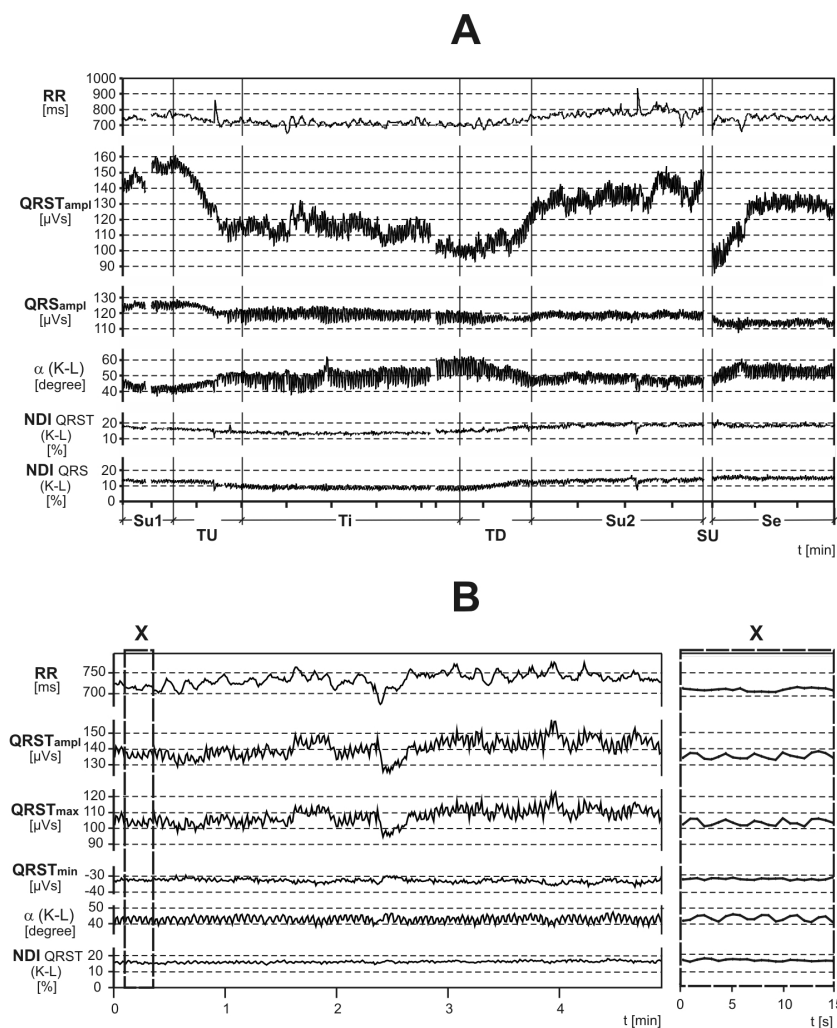 A
RR
[ms]
1000
900
800
700
QRSTampl
[µVs]
160
150
140
130
120
110
100
90
QRSampl
[µVs]
130
120
110
α (K-L)
[degree]
60
50
40
NDI QRST
(K-L)
[%]
20
10
NDI QRS
(K-L)
[%]
20
10
0
Su1 TU Ti TD Su2 SU Se
t [min]
B
X X
RR
[ms]
750
700
QRSTampl
[µVs]
150
140
130
QRSTmax
[µVs]
120
110
100
90
QRSTmin
[µVs]
-30
-40
α (K-L)
[degree]
50
40
NDI QRST
(K-L)
[%]
20
10
0
0 1 2 3 4
t [min]
0 5 10 15
t [s]